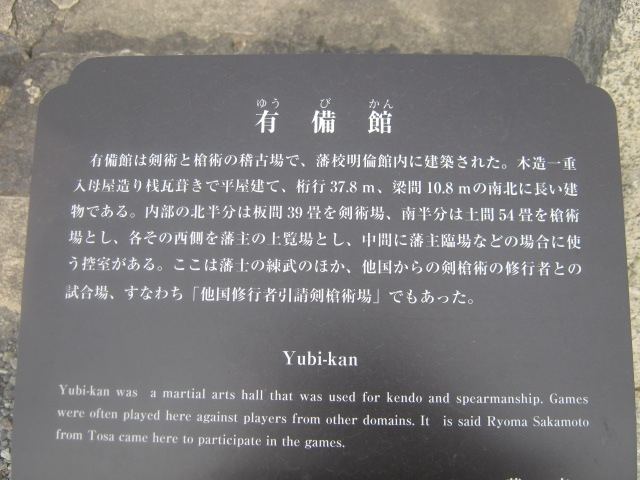 ゆう び かん
有備館
有備館は剣術と槍術の稽古場で、藩校明倫館内に建築された。木造一重
入母屋造り桟瓦葺きで平屋建て、桁行37.8 m、梁間10.8 mの南北に長い建
物である。内部の北半分は板間39畳を剣術場、南半分は土間54畳を槍術
場とし、各その西側を藩主の上覧場とし、中間に藩主臨場などの場合に使
う控室がある。ここは藩士の練武のほか、他国からの剣槍術の修行者との
試合場、すなわち「他国修行者引請剣槍術場」でもあった。
Yubi-kan
Yubi-kan was a martial arts hall that was used for kendo and spearmanship. Games
were often played here against players from other domains. It is said Ryoma Sakamoto
from Tosa came here to participate in the games.